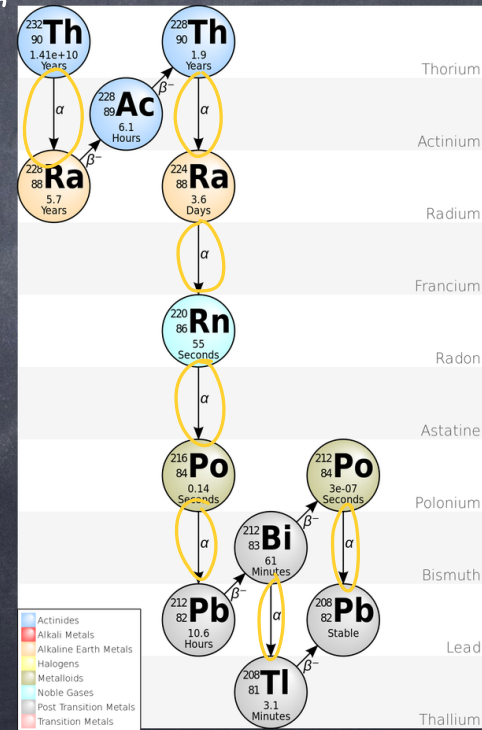 232
90 Th
1.41e+10
Years
228
90 Th
1.9
Years
Thorium
α
β⁻
228
89 Ac
6.1
Hours
β⁻
α
Actinium
228
88 Ra
5.7
Years
224
88 Ra
3.6
Days
Radium
α
Francium
220
86 Rn
55
Seconds
Radon
α
Astatine
216
84 Po
0.14
Seconds
212
84 Po
3e-07
Seconds
Polonium
α
β⁻
212
83 Bi
61
Minutes
β⁻
α
Bismuth
212
82 Pb
10.6
Hours
α
208
82 Pb
Stable
Lead
β⁻
208
81 Tl
3.1
Minutes
Thallium
Actinides
Alkali Metals
Alkaline Earth Metals
Halogens
Metalloids
Noble Gases
Post Transition Metals
Transition Metals